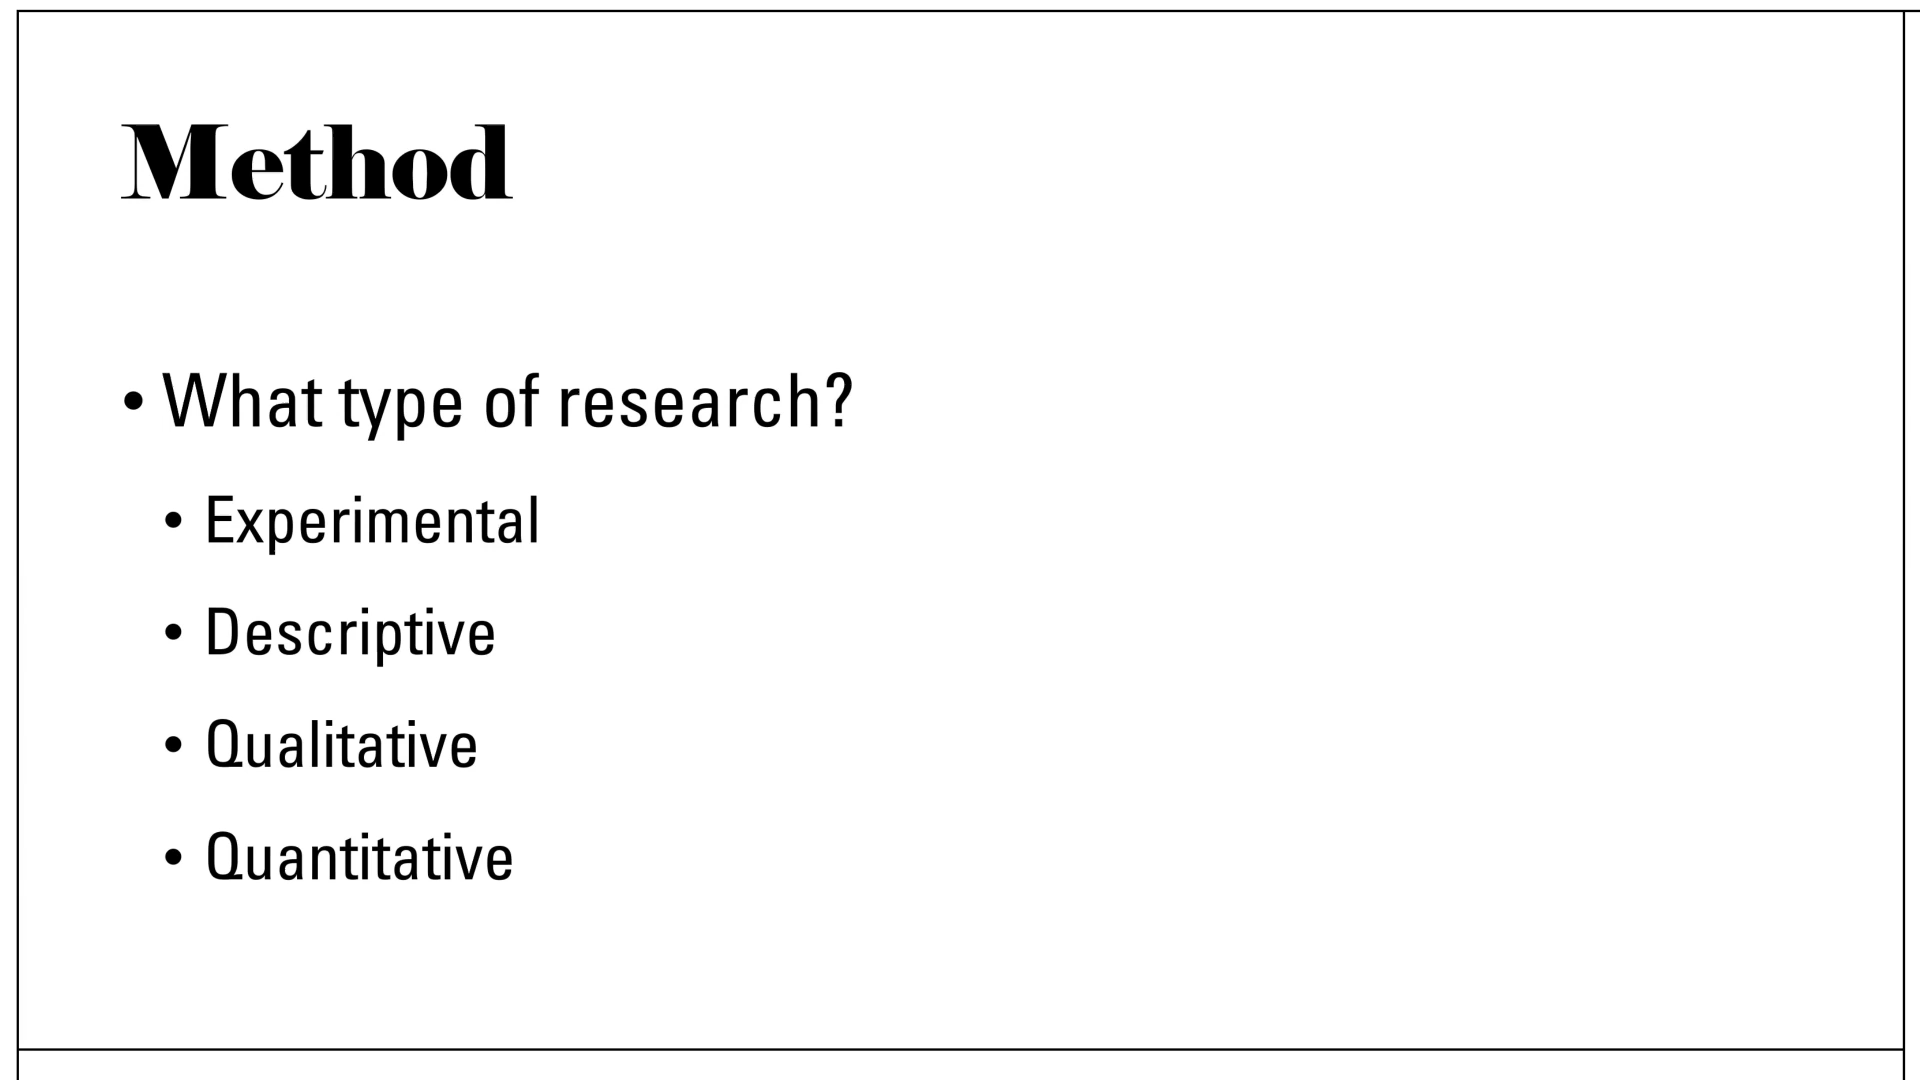 Method
• What type of research?
• Experimental
• Descriptive
• Qualitative
• Quantitative